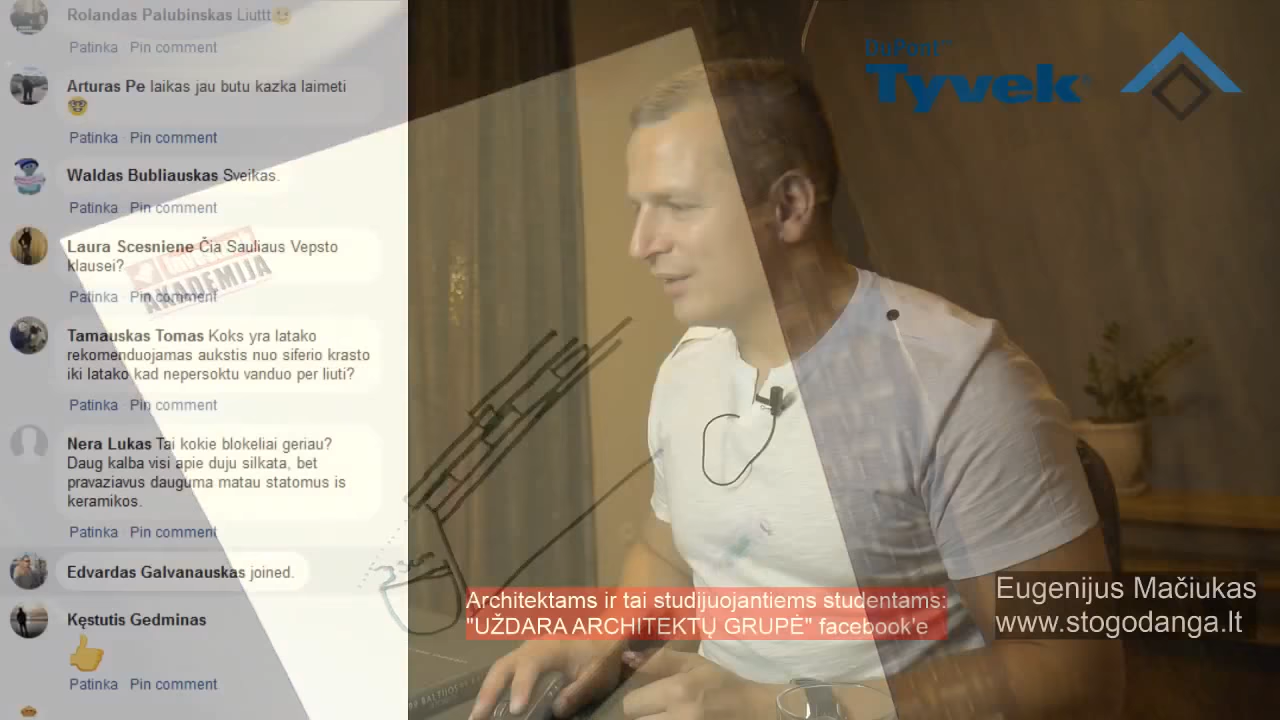 Rolandas Palubinskas Liuttt
Patinka Pin comment
Arturas Pe laikas jau butu kazka laimeti
Patinka Pin comment
Waldas Bubliauskas Sveikas.
Patinka Pin comment
Laura Scesniene Čia Sauliaus Vepsto
klausei?
Patinka Pin comment
AKADEMIJA
Tamauskas Tomas Koks yra latako
rekomenduojamas aukstis nuo siferio krasto
iki latako kad nepersoktu vanduo per liuti?
Patinka Pin comment
Nera Lukas Tai kokie blokeliai geriau?
Daug kalba visi apie duju silkata, bet
pravaziavus dauguma matau statomus is
keramikos.
Patinka Pin comment
Edvardas Galvanauskas joined.
Kęstutis Gedminas
Patinka Pin comment
DuPont™
Tyvek®
Architektams ir tai studijuojantiems studentams:
"UŽDARA ARCHITEKTŲ GRUPĖ" facebook'e
Eugenijus Mačiukas
www.stogodanga.lt